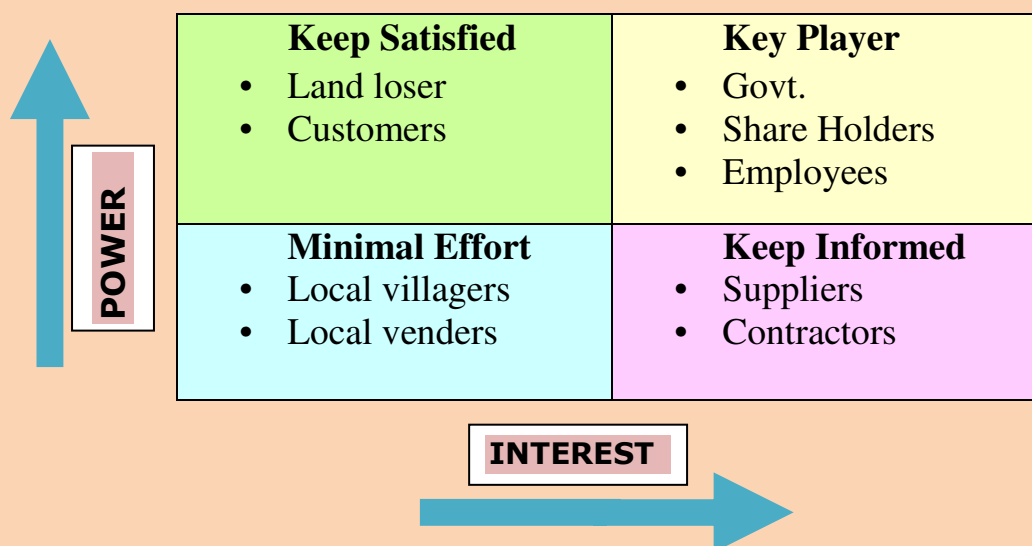 Keep Satisfied
• Land loser
• Customers
Key Player
• Govt.
• Share Holders
• Employees
POWER
Minimal Effort
• Local villagers
• Local venders
Keep Informed
• Suppliers
• Contractors
INTEREST